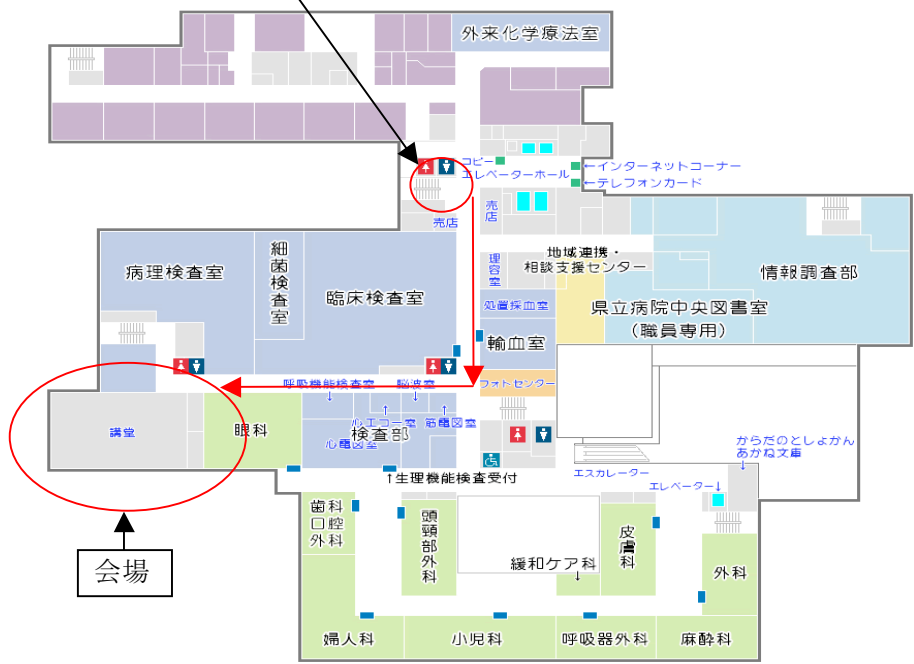 外来化学療法室
コピー
エレベーターホール
←インターネットコーナー
←テレフォンカード
売店
売店
地域連携・
相談支援センター
理容室
細菌検査室
病理検査室
臨床検査室
情報調査部
処置採血室
県立病院中央図書室
(職員専用)
輸血室
呼吸機能検査室
↓
脳波室
↓
フォトセンター
講堂
眼科
↑
心エコー室
↑
筋電図室
検査部
心電図室
↑生理機能検査受付
エスカレーター
からだのとしょかん
あかね文庫
↓
エレベーター↓
歯科
口腔
外科
頭頸部外科
皮膚科
緩和ケア科
↓
外科
会場
婦人科
小児科
呼吸器外科
麻酔科